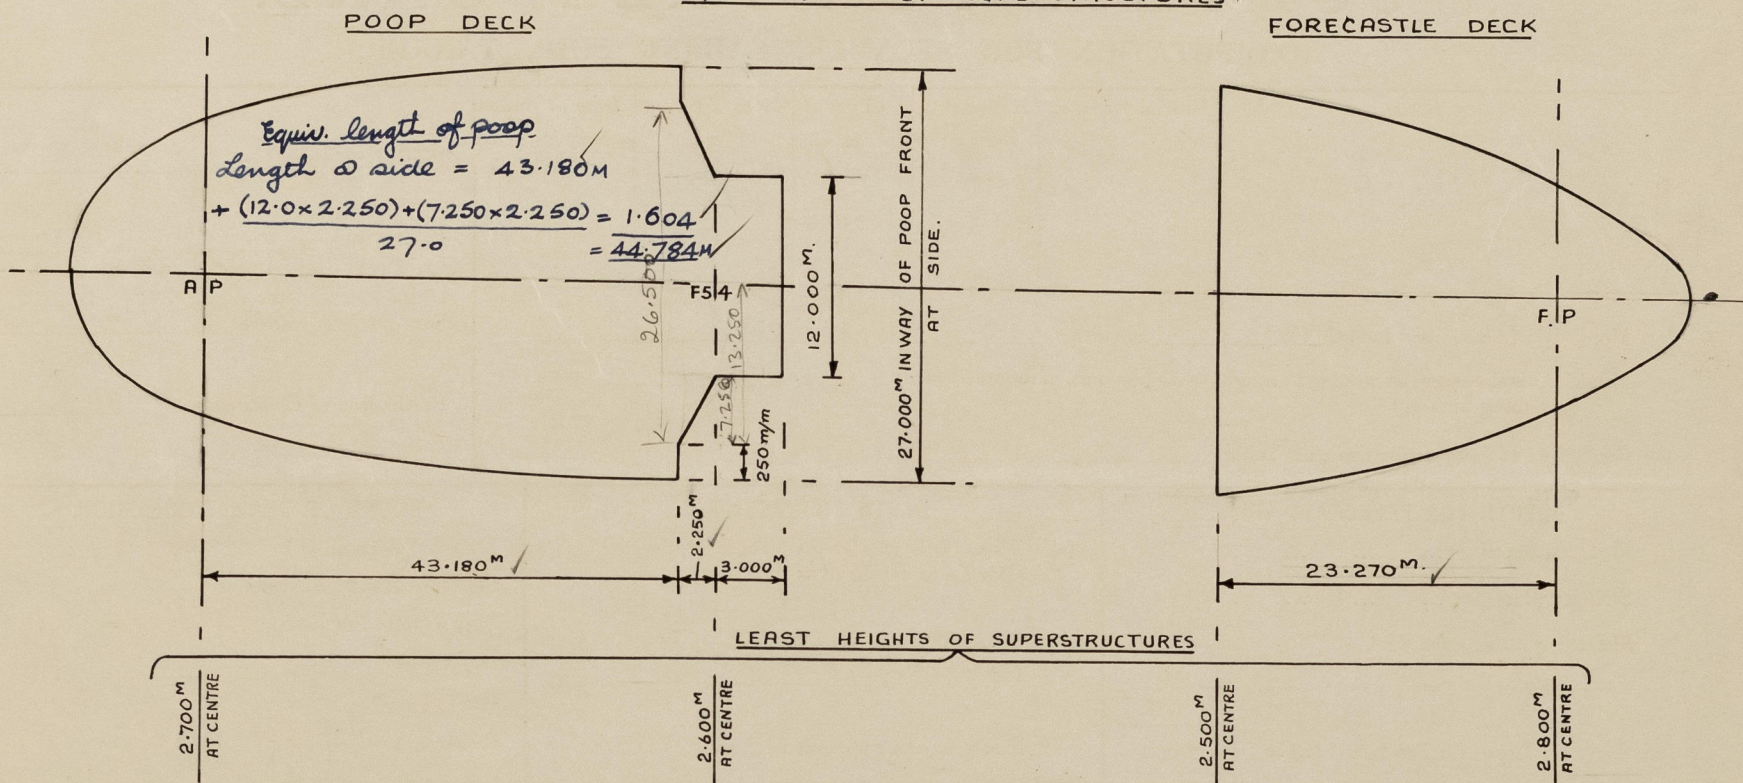 SUPERSTRUCTURES
POOP DECK
FORECASTLE DECK
Equiv. length of poop
Length @ side = 43·180M
+ (12·0×2·250)+(7·250×2·250) = 1·604
27·0
= 44·784M
A P
F54
F.P
26·500
13·250
7·250
250 m/m
12·000M.
27·000M IN WAY OF POOP FRONT
AT SIDE.
43·180M
2·250M
3·000M
23·270M.
LEAST HEIGHTS OF SUPERSTRUCTURES
2·700M
AT CENTRE
2·600M
AT CENTRE
2·500M
AT CENTRE
2·800M
AT CENTRE